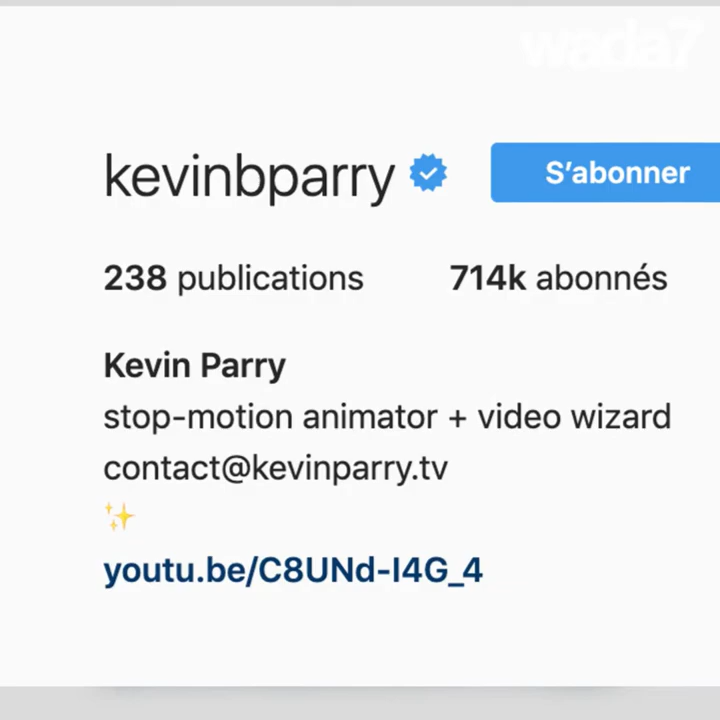 wada7
kevinbparry S'abonner
238 publications 714k abonnés
Kevin Parry
stop-motion animator + video wizard
contact@kevinparry.tv
✨
youtu.be/C8UNd-I4G_4